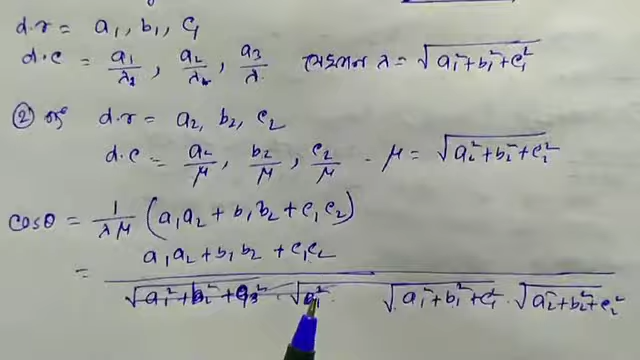 d.r = a₁, b₁, c₁
d.c = a₁/λ₂, a₂/λ, a₃/λ λ = √(a₁²+b₁²+c₁²)
② d.r = a₂, b₂, c₂
d.c = a₂/μ, b₂/μ, c₂/μ . μ = √(a₂²+b₂²+c₂²)
cosθ = 1/λμ (a₁a₂ + b₁b₂ + c₁c₂)
= a₁a₂ + b₁b₂ + c₁c₂ / √(a₁²+b₁²+c₁²) . √(a₂²+b₂²+c₂²)